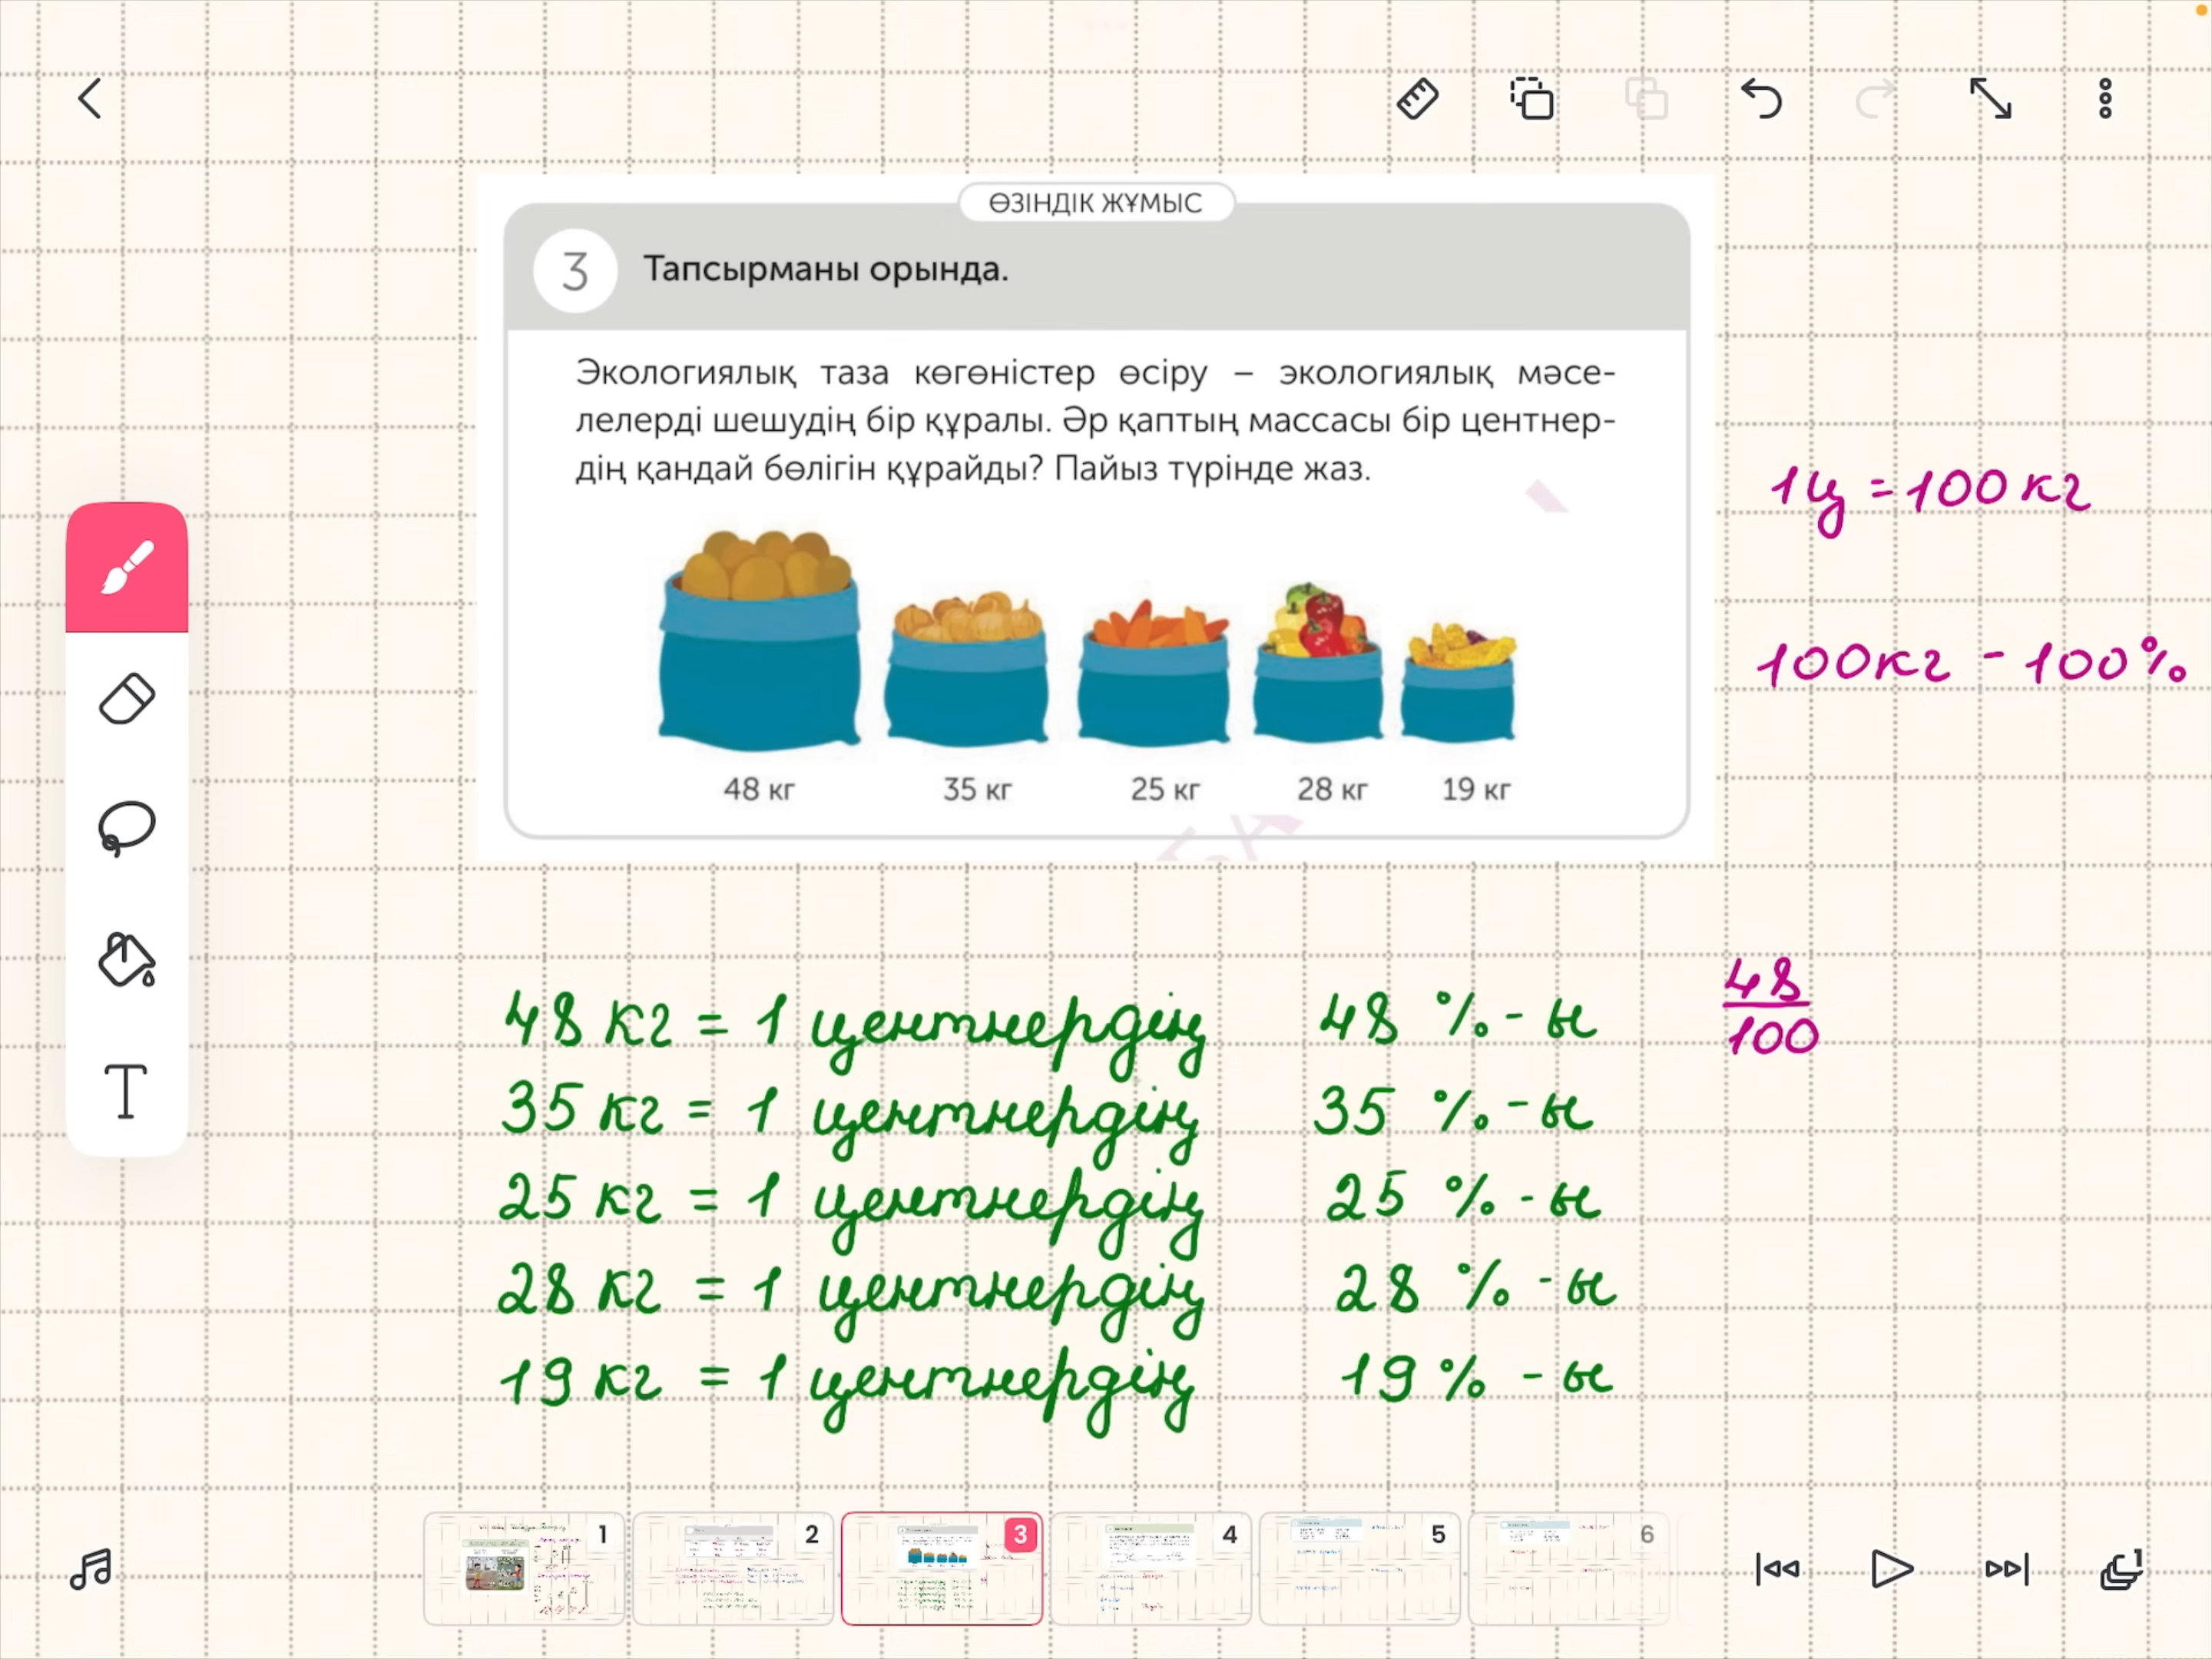 ӨЗІНДІК ЖҰМЫС
3 Тапсырманы орында.
Экологиялық таза көгөністер өсіру – экологиялық мәсе-
лелерді шешудің бір құралы. Әр қаптың массасы бір центнер-
дің қандай бөлігін құрайды? Пайыз түрінде жаз.
1ц = 100 кг
100кг - 100%
48 кг 35 кг 25 кг 28 кг 19 кг
48 кг = 1 центнердің 48 % - ы
48
100
35 кг = 1 центнердің 35 % - ы
25 кг = 1 центнердің 25 % - ы
28 кг = 1 центнердің 28 % - ы
19 кг = 1 центнердің 19 % - ы
T
1 2 3 4 5 6